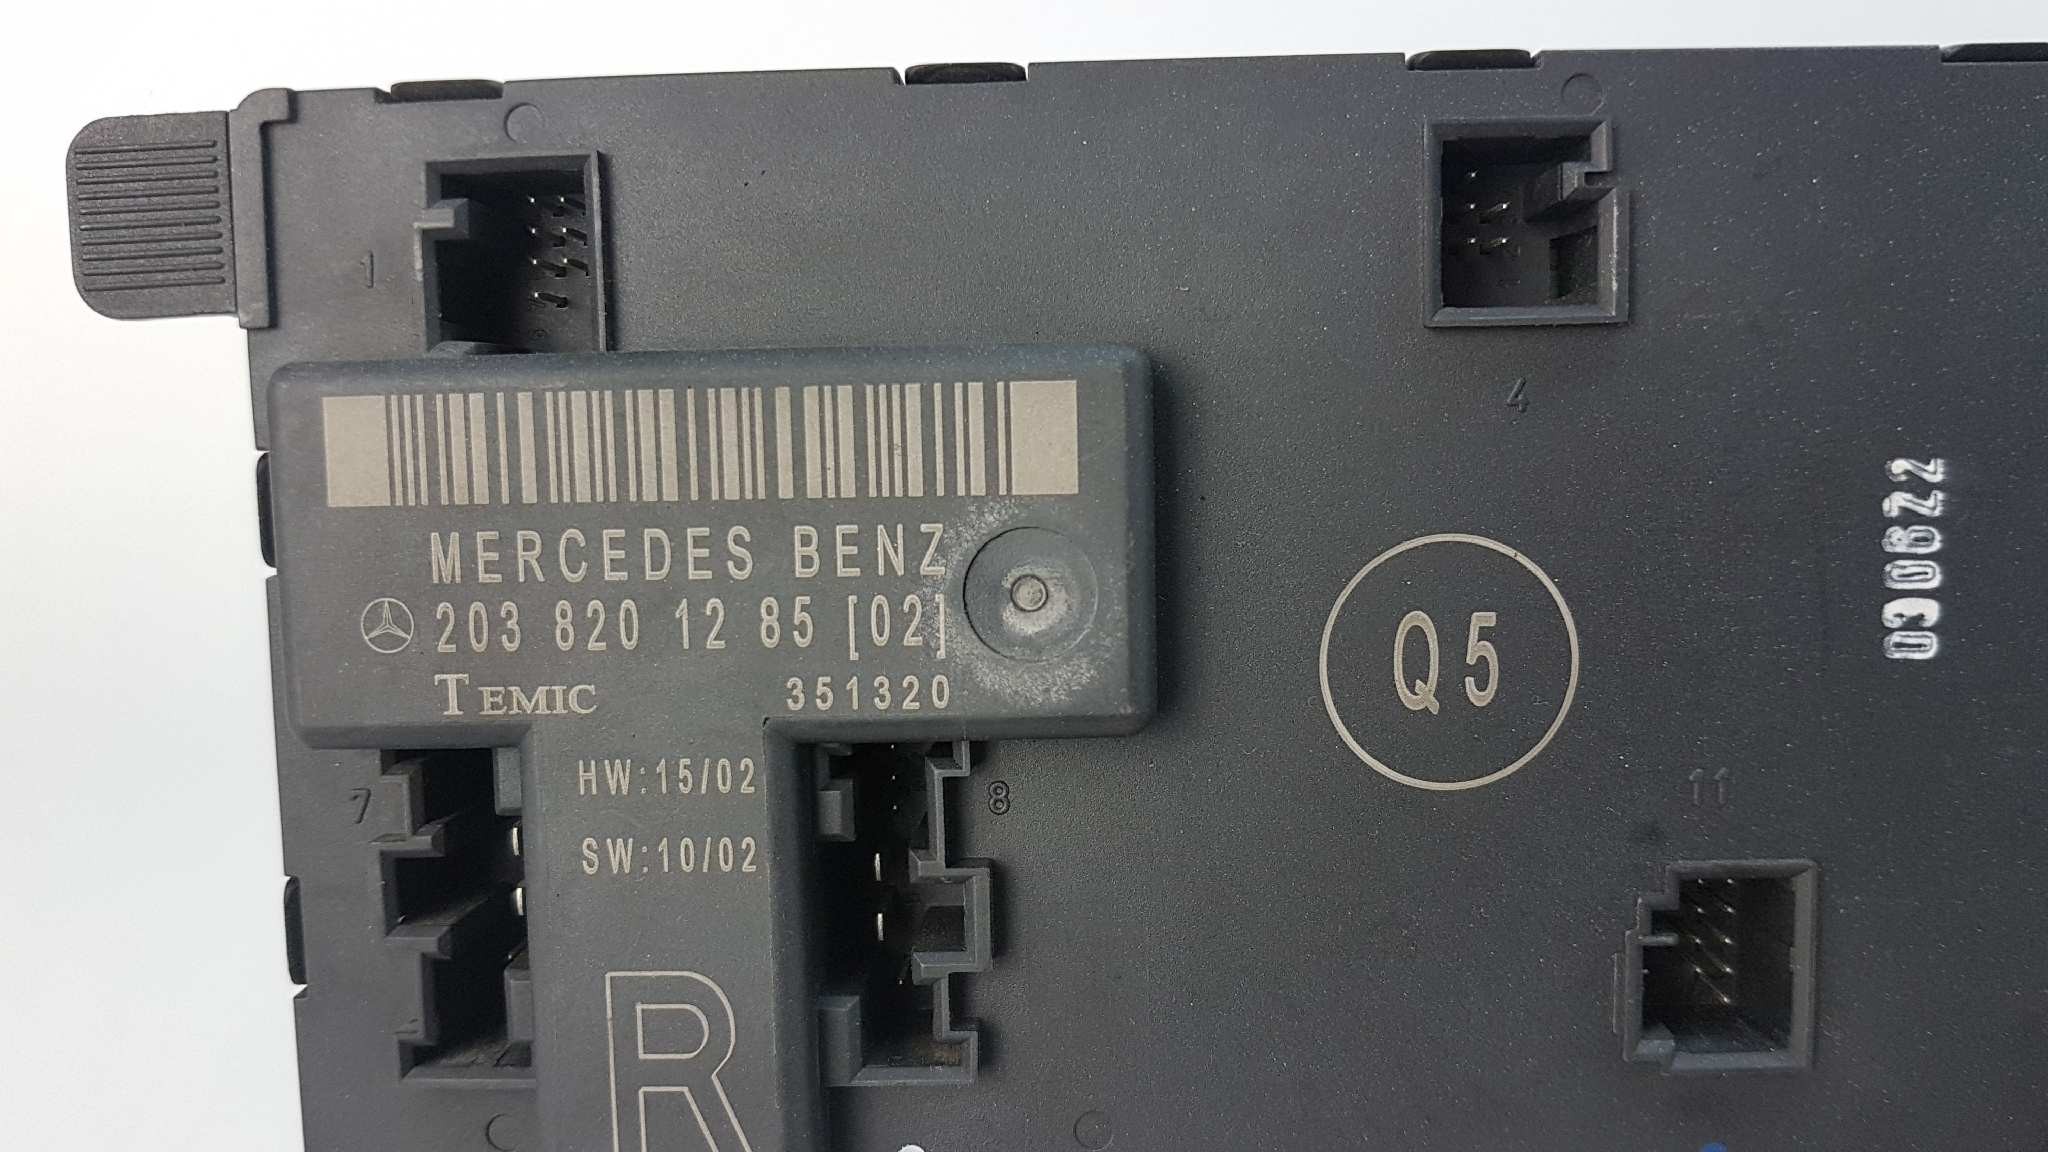 1
4
MERCEDES BENZ
203 820 12 85 [02]
TEMIC 351320
HW:15/02
SW:10/02
7
8
R
Q5
030822
11